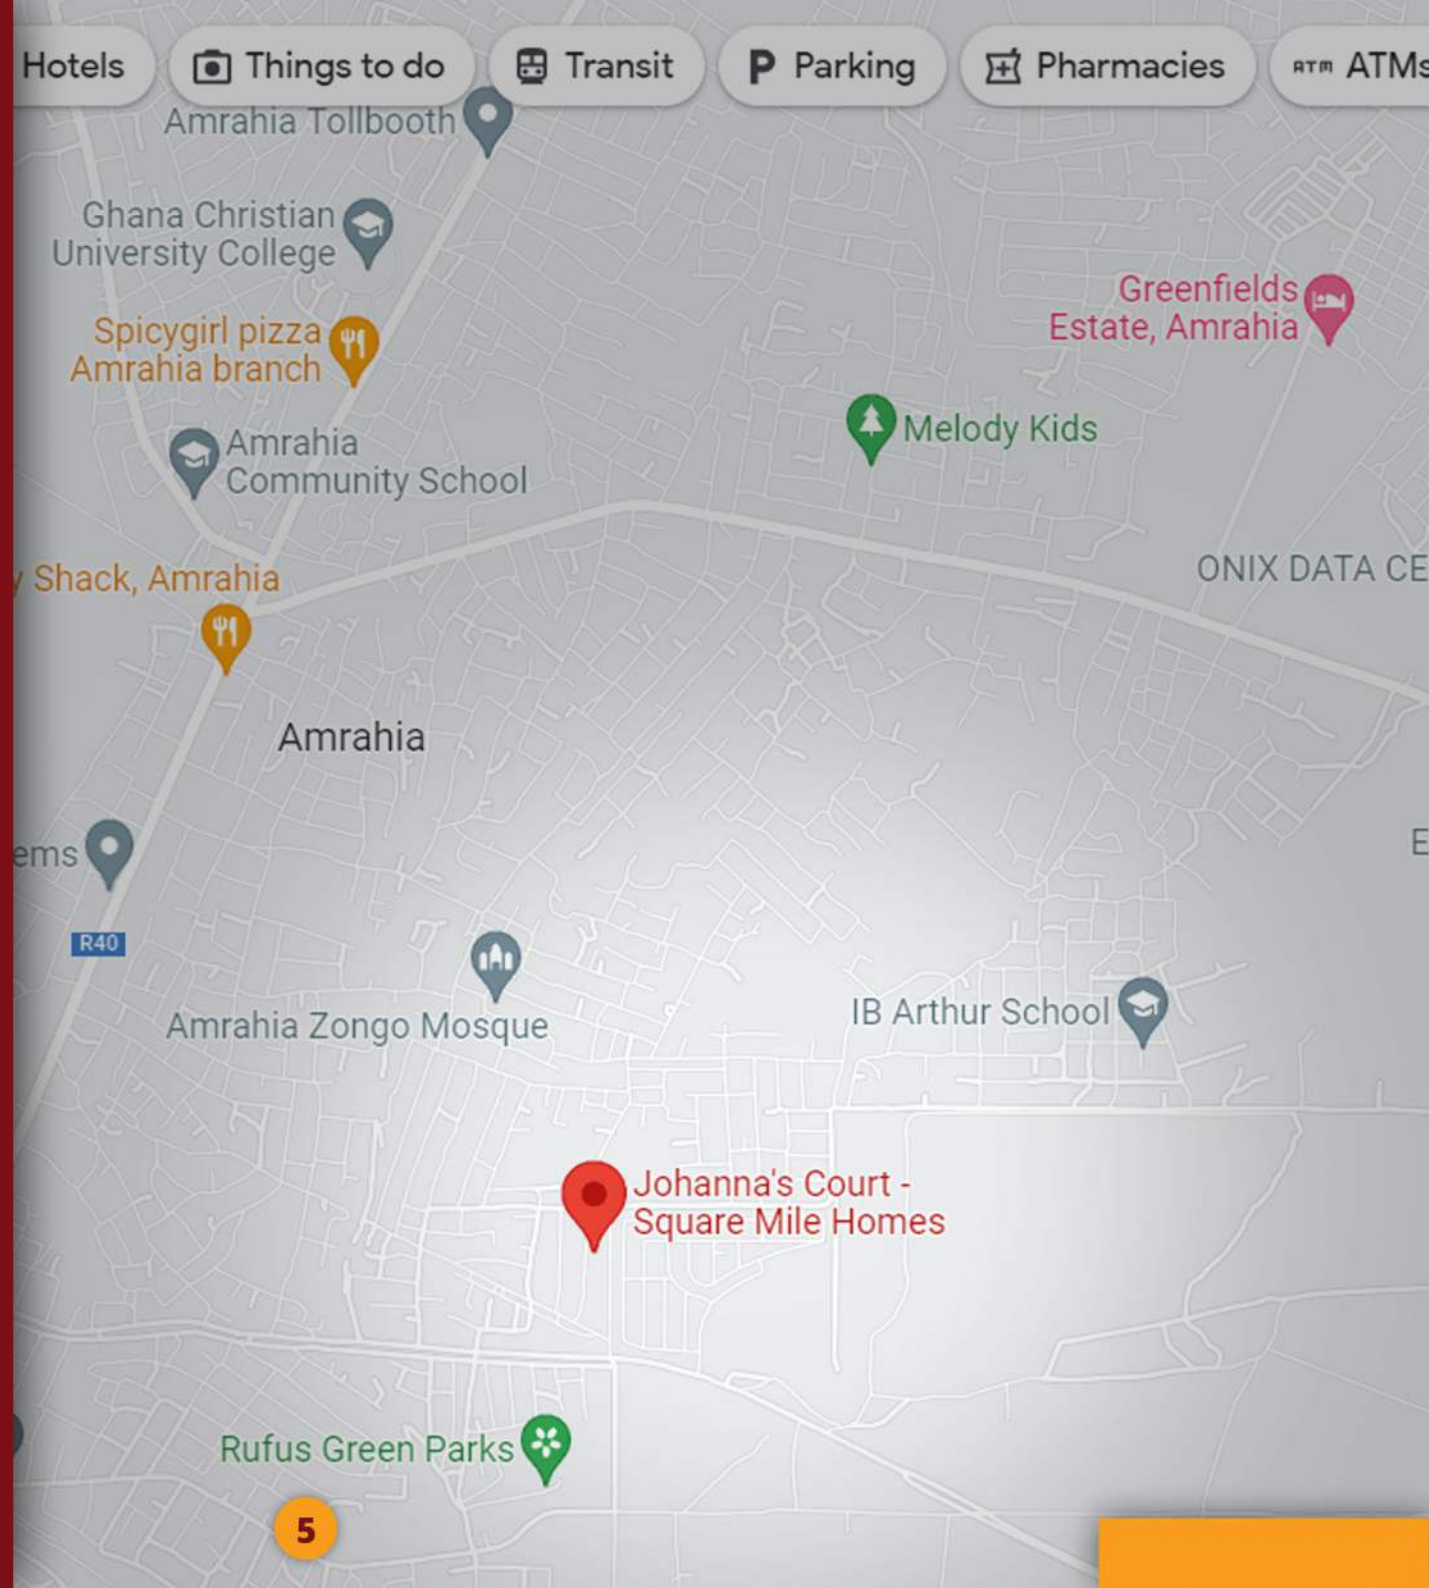 Hotels
Things to do
Transit
P Parking
Pharmacies
ATM ATMs
Amrahia Tollbooth
Ghana Christian
University College
Greenfields
Estate, Amrahia
Spicygirl pizza
Amrahia branch
Melody Kids
Amrahia
Community School
ONIX DATA CE
y Shack, Amrahia
Amrahia
ems
E
R40
Amrahia Zongo Mosque
IB Arthur School
Johanna's Court -
Square Mile Homes
Rufus Green Parks
5